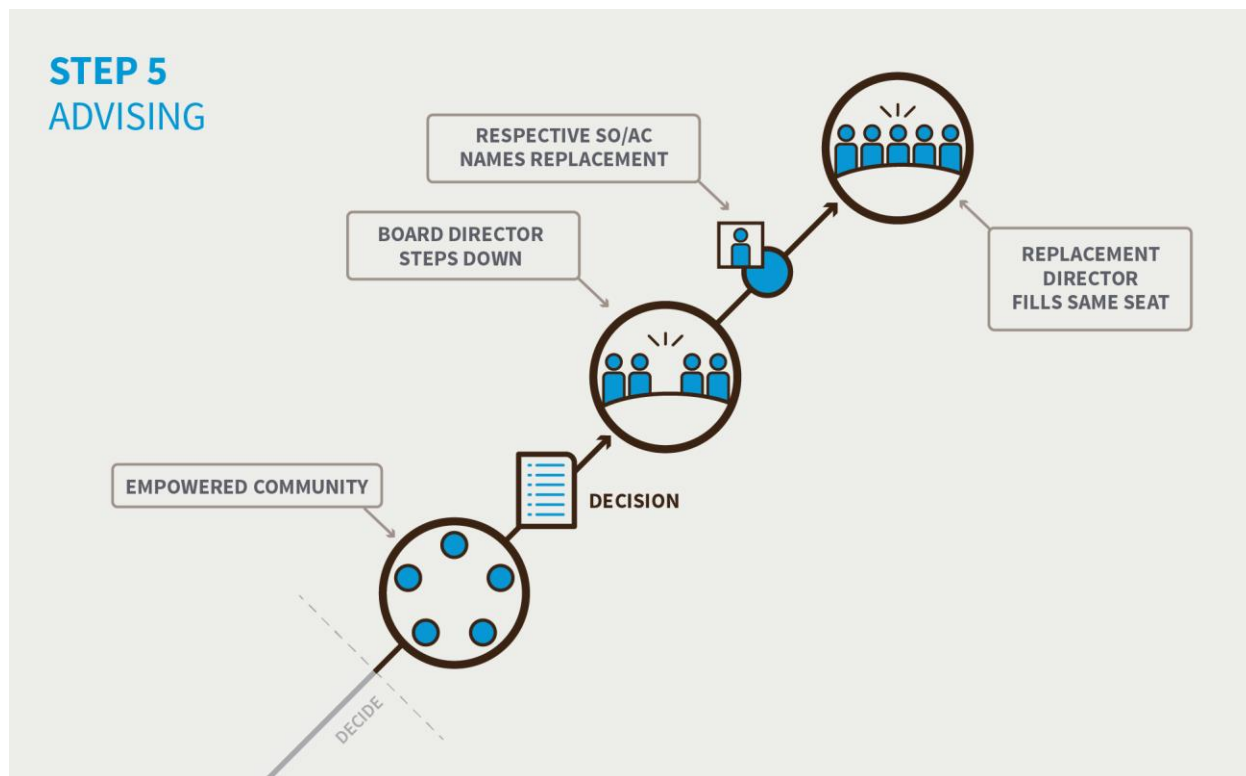 STEP 5
ADVISING
RESPECTIVE SO/AC
NAMES REPLACEMENT
BOARD DIRECTOR
STEPS DOWN
REPLACEMENT
DIRECTOR
FILLS SAME SEAT
EMPOWERED COMMUNITY
DECISION
DECIDE